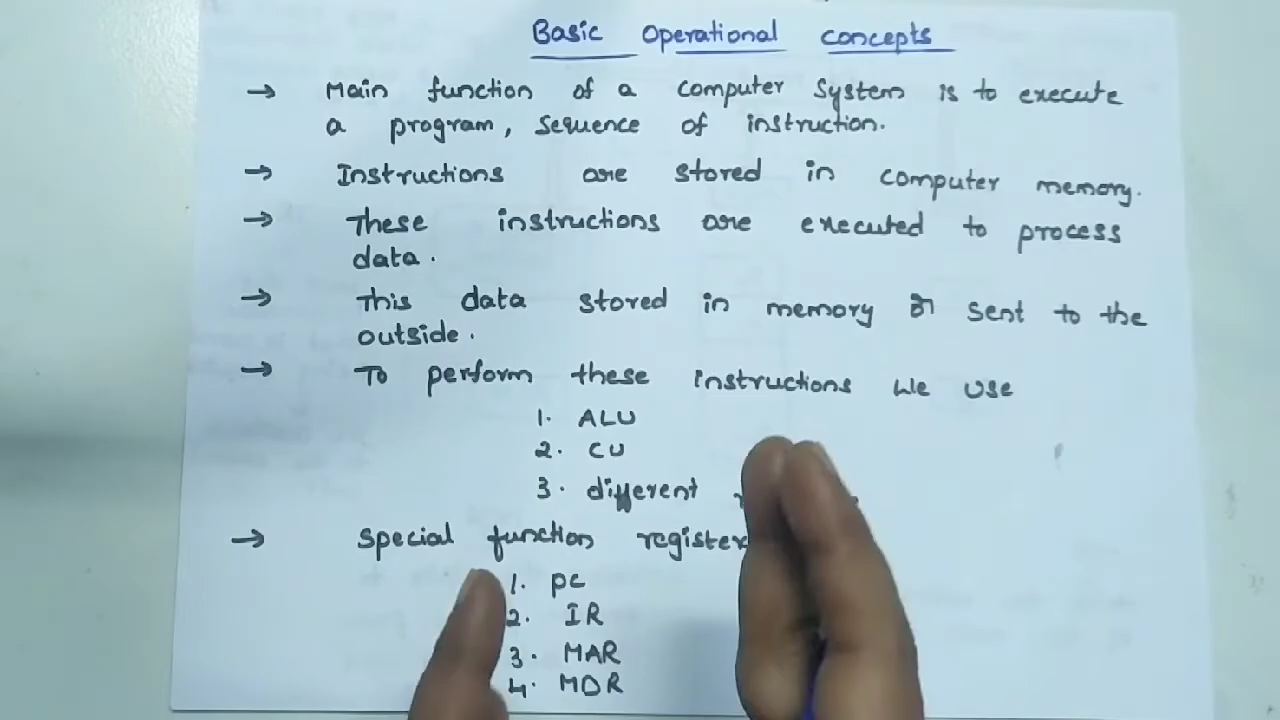 Basic Operational concepts
→ Main function of a computer System is to execute
a program, sequence of instruction.
→ Instructions are stored in computer memory.
→ These instructions are executed to process
data.
→ This data stored in memory or sent to the
outside.
→ To perform these instructions we use
1. ALU
2. CU
3. different
→ Special function register
1. PC
2. IR
3. MAR
4. MDR